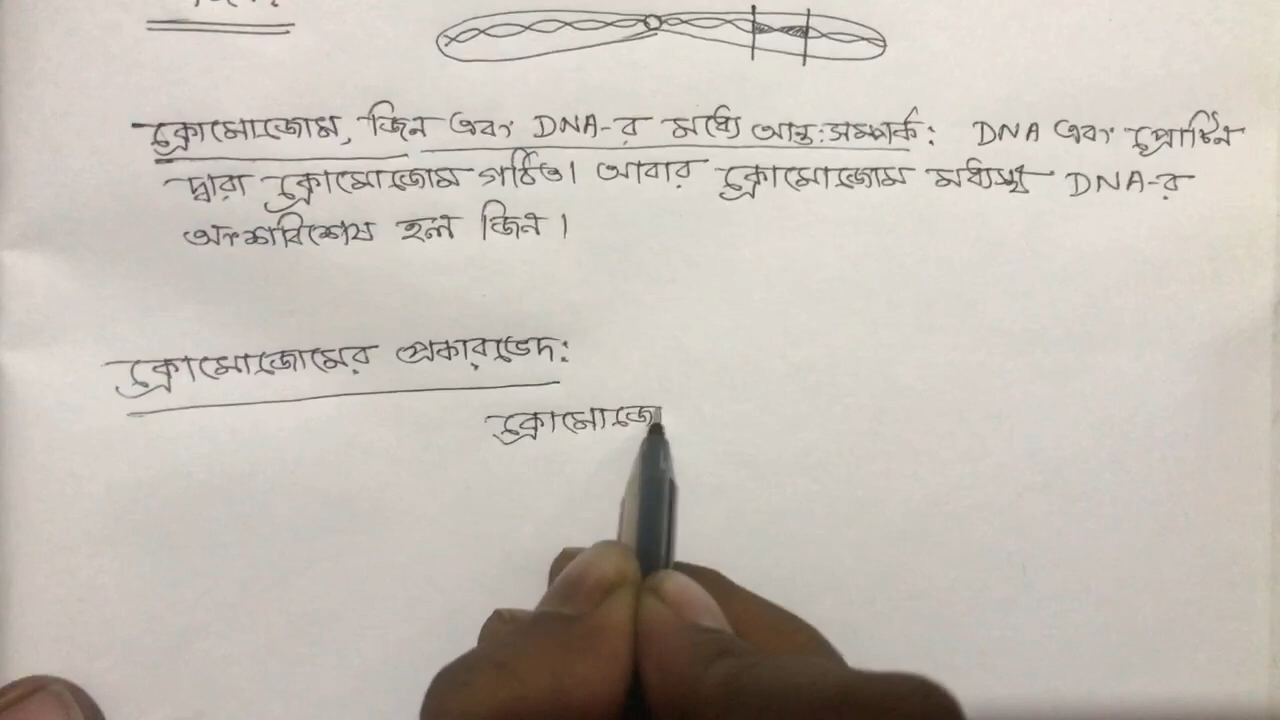 ক্রোমোজোম, জিন এবং DNA-র মধ্যে আন্ত:সম্পর্ক: DNA এবং প্রোটিন
দ্বারা ক্রোমোজোম গঠিত। আবার ক্রোমোজোম মধ্যস্থ DNA-র
অংশবিশেষ হল জিন।
ক্রোমোজোমের প্রকারভেদ:
ক্রোমোজো